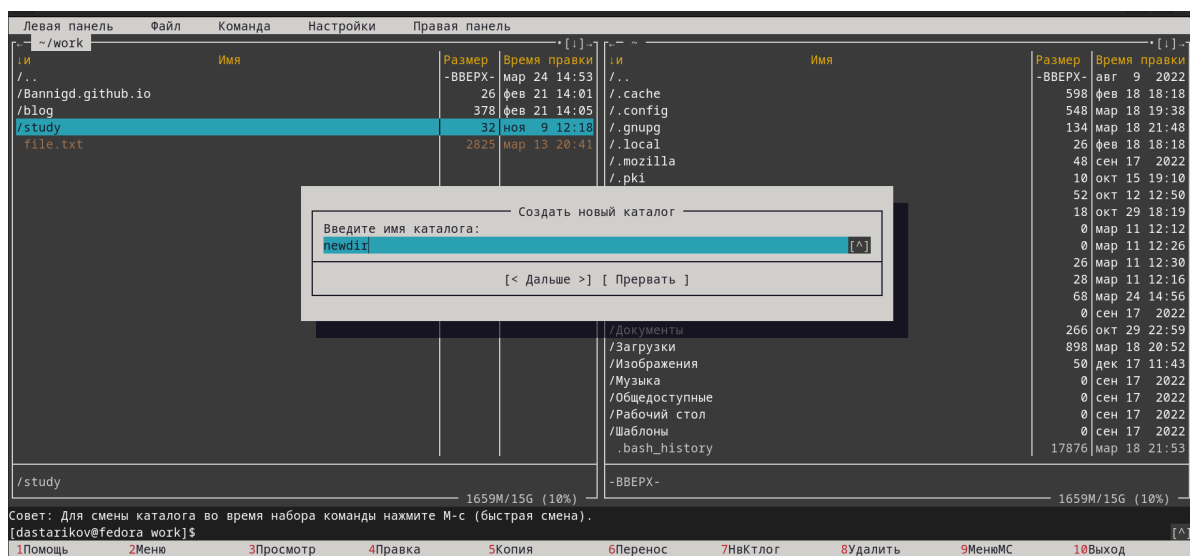 Левая панель Файл Команда Настройки Правая панель
~/work [↓] ~ [↓]
↓и Имя Размер Время правки ↓и Имя Размер Время правки
/.. -ВВЕРХ- мар 24 14:53 /.. -ВВЕРХ- авг 9 2022
/Bannigd.github.io 26 фев 21 14:01 /.cache 598 фев 18 18:18
/blog 378 фев 21 14:05 /.config 548 мар 18 19:38
/study 32 ноя 9 12:18 /.gnupg 134 мар 18 21:48
file.txt 2825 мар 13 20:41 /.local 26 фев 18 18:18
/.mozilla 48 сен 17 2022
/.pki 10 окт 15 19:10
52 окт 12 12:50
Создать новый каталог 18 окт 29 18:19
Введите имя каталога: 0 мар 11 12:12
newdir [^] 0 мар 11 12:26
26 мар 11 12:30
[< Дальше >] [ Прервать ] 28 мар 11 12:16
68 мар 24 14:56
0 сен 17 2022
/Документы 266 окт 29 22:59
/Загрузки 898 мар 18 20:52
/Изображения 50 дек 17 11:43
/Музыка 0 сен 17 2022
/Общедоступные 0 сен 17 2022
/Рабочий стол 0 сен 17 2022
/Шаблоны 0 сен 17 2022
.bash_history 17876 мар 18 21:53
/study -ВВЕРХ-
1659M/15G (10%) 1659M/15G (10%)
Совет: Для смены каталога во время набора команды нажмите M-c (быстрая смена).
[dastarikov@fedora work]$ [^]
1Помощь 2Меню 3Просмотр 4Правка 5Копия 6Перенос 7НвКтлог 8Удалить 9МенюМС 10Выход